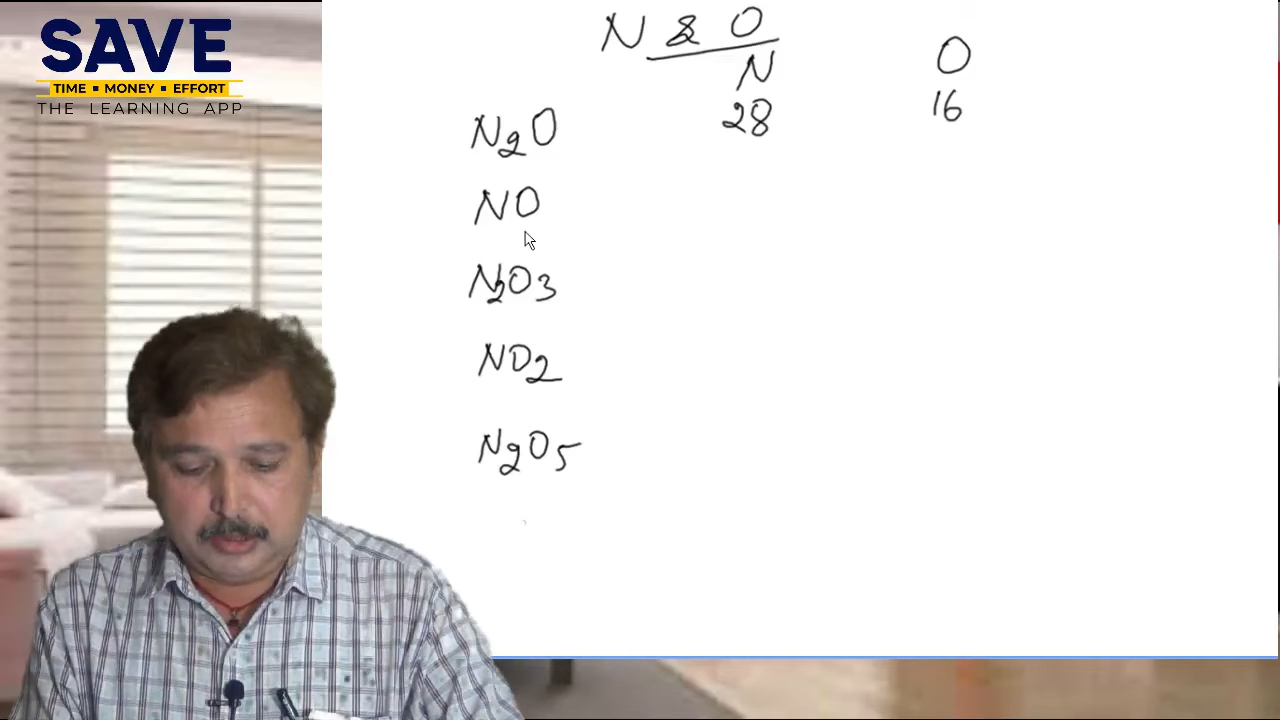 SAVE
TIME ▪ MONEY ▪ EFFORT
THE LEARNING APP
N & O
N O
28 16
N₂O
NO
N₂O₃
NO₂
N₂O₅